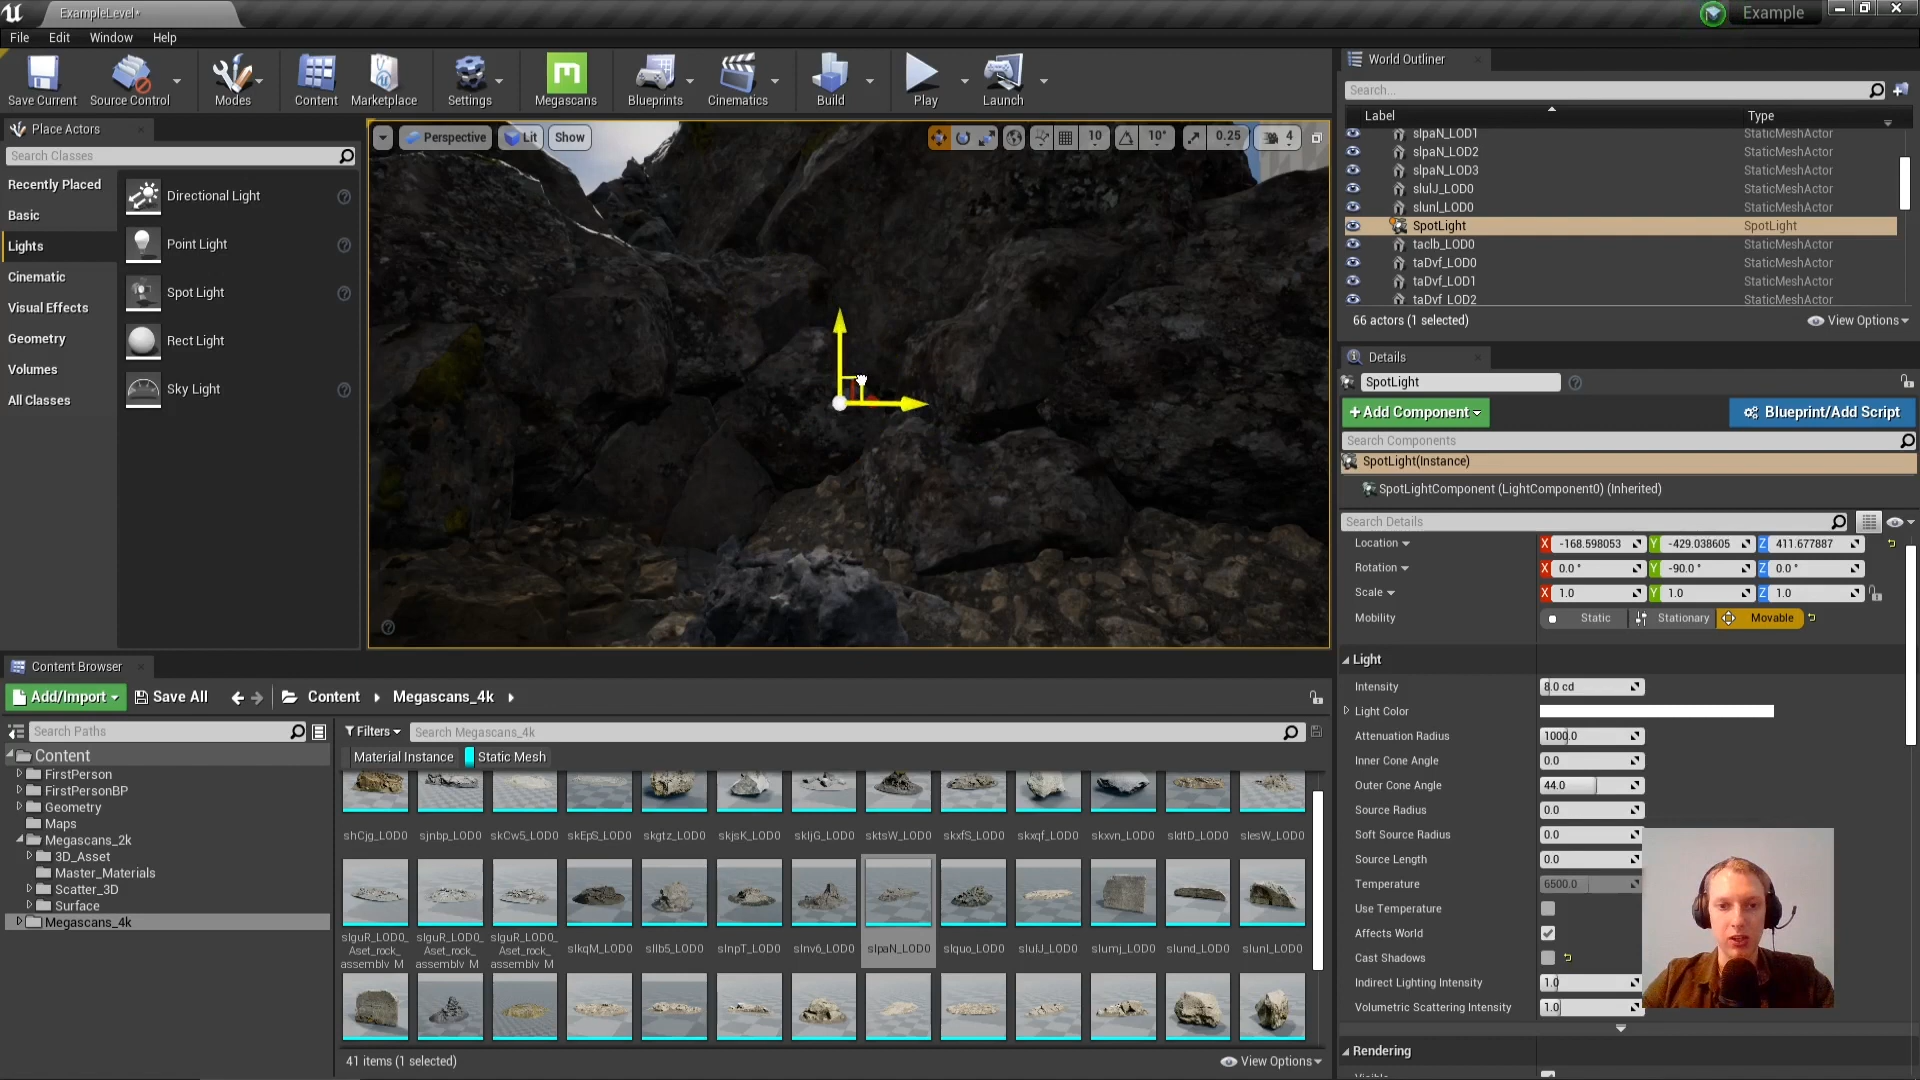 ExampleLevel*
Example
File Edit Window Help
Save Current
Source Control
Modes
Content
Marketplace
Settings
Megascans
Blueprints
Cinematics
Build
Play
Launch
Place Actors
Search Classes
Recently Placed
Basic
Lights
Cinematic
Visual Effects
Geometry
Volumes
All Classes
Directional Light
Point Light
Spot Light
Rect Light
Sky Light
Perspective Lit Show
10 10° 0.25 4
World Outliner
Search...
Label Type
slpaN_LOD1 StaticMeshActor
slpaN_LOD2 StaticMeshActor
slpaN_LOD3 StaticMeshActor
slulJ_LOD0 StaticMeshActor
slunl_LOD0 StaticMeshActor
SpotLight SpotLight
taclb_LOD0 StaticMeshActor
taDvf_LOD0 StaticMeshActor
taDvf_LOD1 StaticMeshActor
taDvf_LOD2 StaticMeshActor
66 actors (1 selected) View Options
Details
SpotLight
+Add Component Blueprint/Add Script
Search Components
SpotLight(Instance)
SpotLightComponent (LightComponent0) (Inherited)
Search Details
Location X -168.598053 Y -429.038605 Z 411.677887
Rotation X 0.0 ° Y -90.0 ° Z 0.0 °
Scale X 1.0 Y 1.0 Z 1.0
Mobility Static Stationary Movable
Light
Intensity 8.0 cd
Light Color
Attenuation Radius 1000.0
Inner Cone Angle 0.0
Outer Cone Angle 44.0
Source Radius 0.0
Soft Source Radius 0.0
Source Length 0.0
Temperature 6500.0
Use Temperature
Affects World
Cast Shadows
Indirect Lighting Intensity 1.0
Volumetric Scattering Intensity 1.0
Rendering
Content Browser
Add/Import Save All Content Megascans_4k
Search Paths
Content
FirstPerson
FirstPersonBP
Geometry
Maps
Megascans_2k
3D_Asset
Master_Materials
Scatter_3D
Surface
Megascans_4k
Filters Search Megascans_4k
Material Instance Static Mesh
shCjg_LOD0 sjnbp_LOD0 skCw5_LOD0 skEpS_LOD0 skgtz_LOD0 skjsK_LOD0 skljG_LOD0 sktsW_LOD0 skxfS_LOD0 skxqf_LOD0 skxvn_LOD0 sldtD_LOD0 slesW_LOD0
slguR_LOD0_ slguR_LOD0_ slguR_LOD0_ slkqM_LOD0 sllb5_LOD0 slnpT_LOD0 slnv6_LOD0 slpaN_LOD0 slquo_LOD0 slulJ_LOD0 slumj_LOD0 slund_LOD0 slunl_LOD0
Aset_rock_ Aset_rock_ Aset_rock_
assembly_M assembly_M assembly_M
41 items (1 selected) View Options